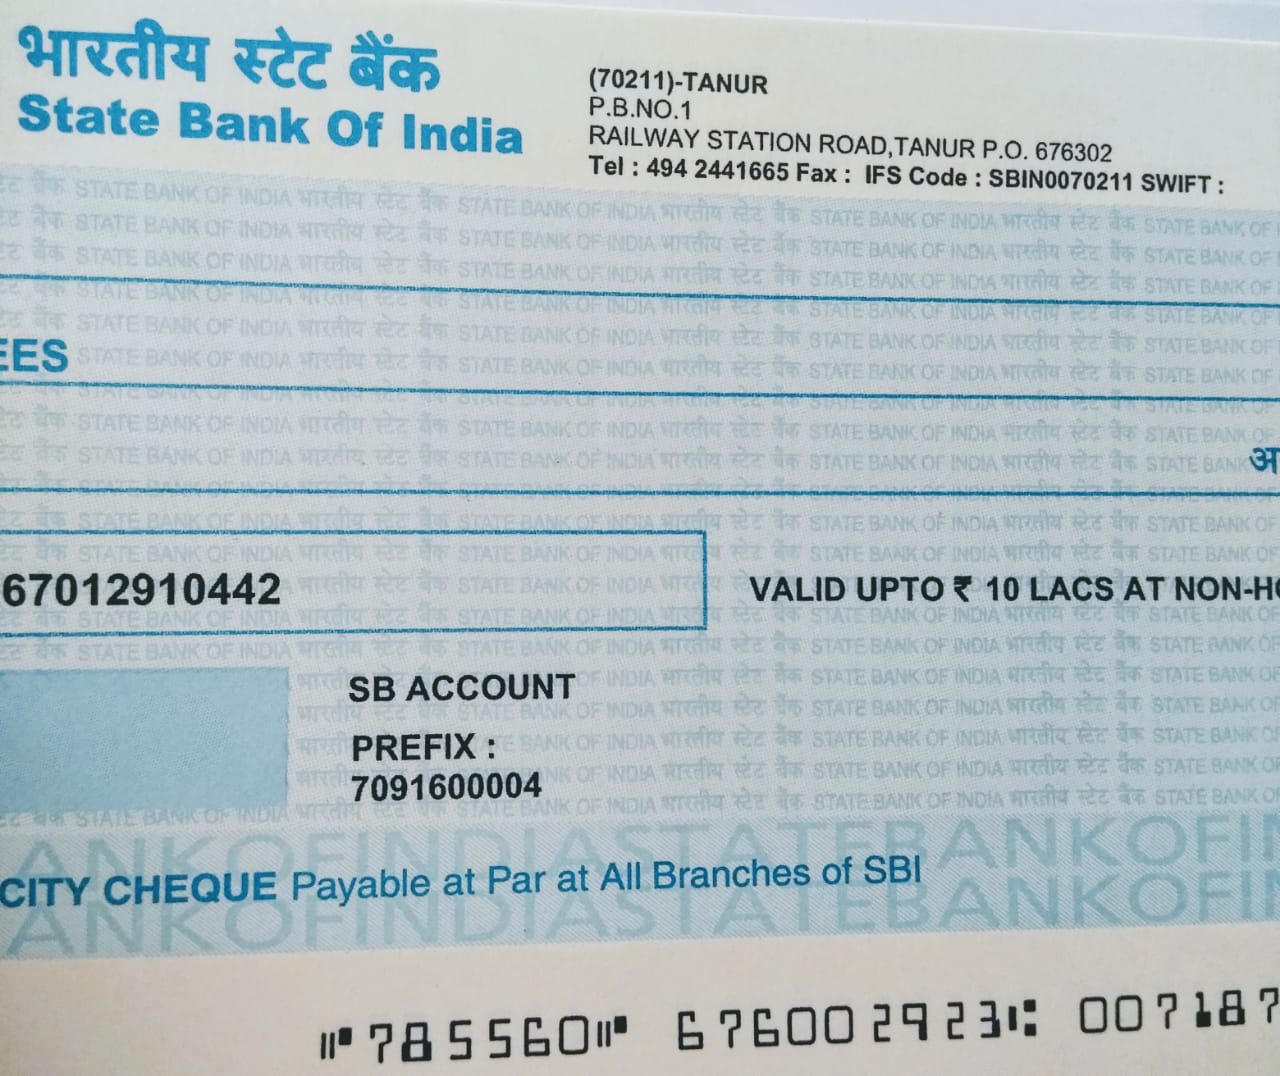 भारतीय स्टेट बैंक
State Bank Of India
(70211)-TANUR
P.B.NO.1
RAILWAY STATION ROAD,TANUR P.O. 676302
Tel : 494 2441665 Fax : IFS Code : SBIN0070211 SWIFT :
EES
अ
67012910442
VALID UPTO ₹ 10 LACS AT NON-HO
SB ACCOUNT
PREFIX :
7091600004
CITY CHEQUE Payable at Par at All Branches of SBI
⑈785560⑈ 676002923⑆ 007187